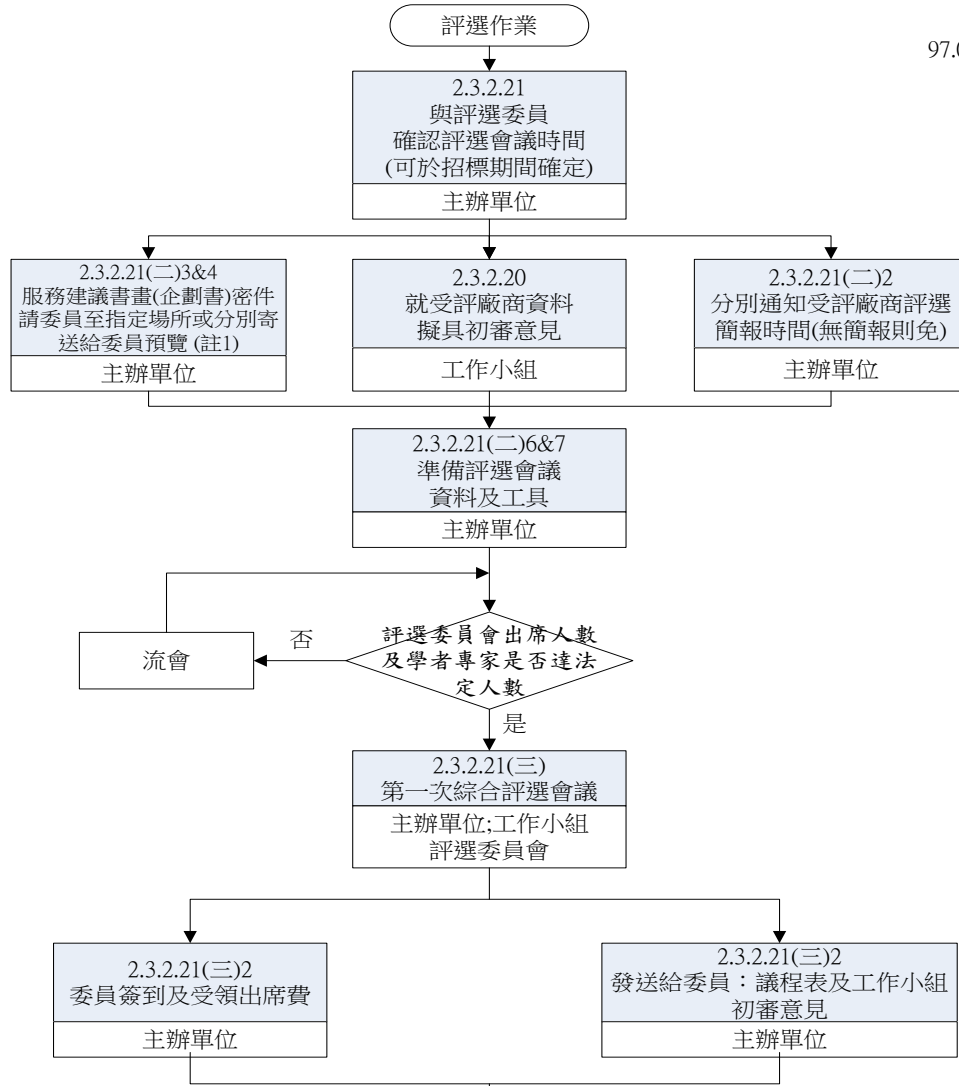 評選作業
97.0
2.3.2.21
與評選委員
確認評選會議時間
(可於招標期間確定)
主辦單位
2.3.2.21(二)3&4
服務建議書畫(企劃書)密件
請委員至指定場所或分別寄
送給委員預覽 (註1)
主辦單位
2.3.2.20
就受評廠商資料
擬具初審意見
工作小組
2.3.2.21(二)2
分別通知受評廠商評選
簡報時間(無簡報則免)
主辦單位
2.3.2.21(二)6&7
準備評選會議
資料及工具
主辦單位
評選委員會出席人數
及學者專家是否達法
定人數
否
流會
是
2.3.2.21(三)
第一次綜合評選會議
主辦單位;工作小組
評選委員會
2.3.2.21(三)2
委員簽到及受領出席費
主辦單位
2.3.2.21(三)2
發送給委員：議程表及工作小組
初審意見
主辦單位